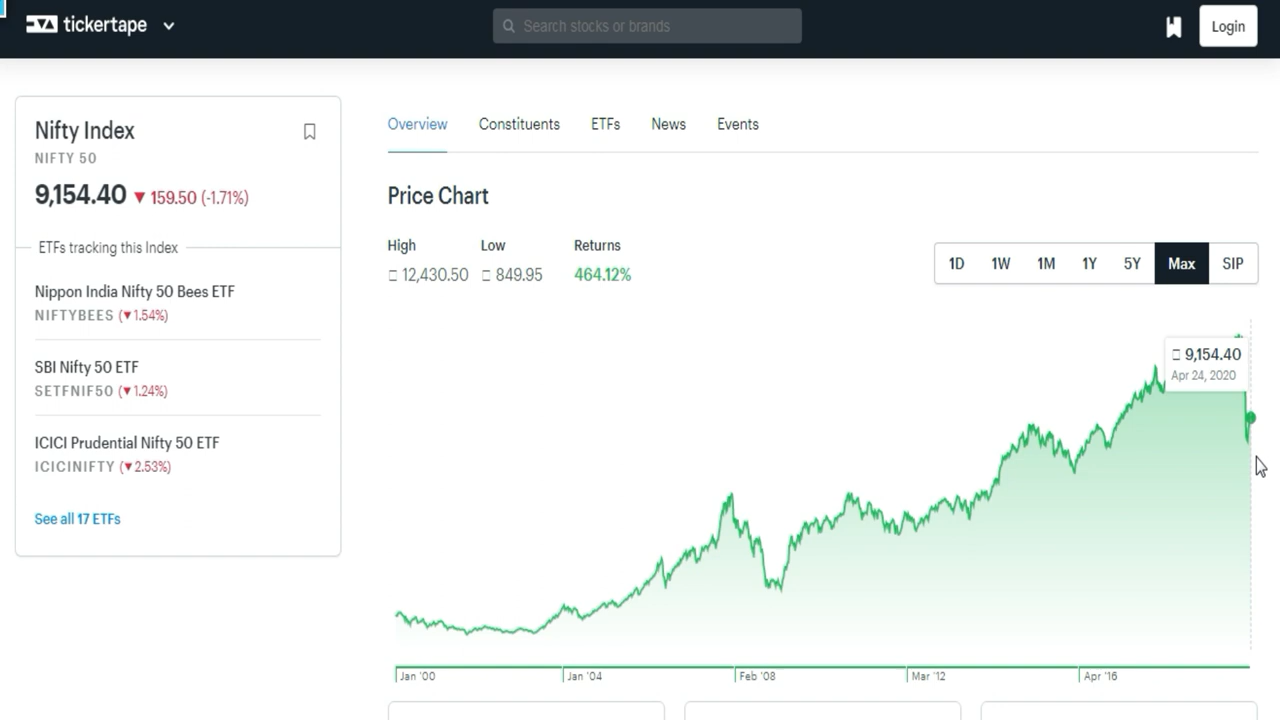 tickertape
Search stocks or brands
Login
Nifty Index
NIFTY 50
9,154.40 ▼ 159.50 (-1.71%)
ETFs tracking this Index
Nippon India Nifty 50 Bees ETF
NIFTYBEES (▼1.54%)
SBI Nifty 50 ETF
SETFNIF50 (▼1.24%)
ICICI Prudential Nifty 50 ETF
ICICINIFTY (▼2.53%)
See all 17 ETFs
Overview Constituents ETFs News Events
Price Chart
High Low Returns
▯ 12,430.50 ▯ 849.95 464.12%
1D 1W 1M 1Y 5Y Max SIP
▯ 9,154.40
Apr 24, 2020
Jan '00 Jan '04 Feb '08 Mar '12 Apr '16